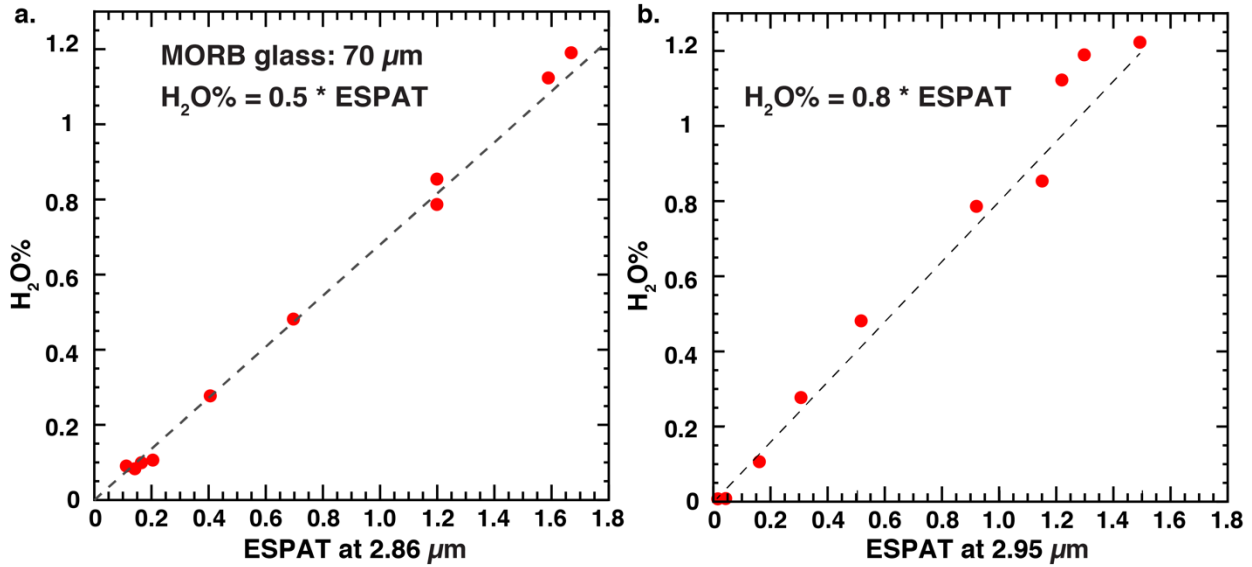 a.
MORB glass: 70 µm
H₂O% = 0.5 * ESPAT
H₂O%
1.2
1
0.8
0.6
0.4
0.2
0
0 0.2 0.4 0.6 0.8 1.0 1.2 1.4 1.6 1.8
ESPAT at 2.86 µm
b.
H₂O% = 0.8 * ESPAT
H₂O%
1.2
1
0.8
0.6
0.4
0.2
0
0 0.2 0.4 0.6 0.8 1.0 1.2 1.4 1.6 1.8
ESPAT at 2.95 µm